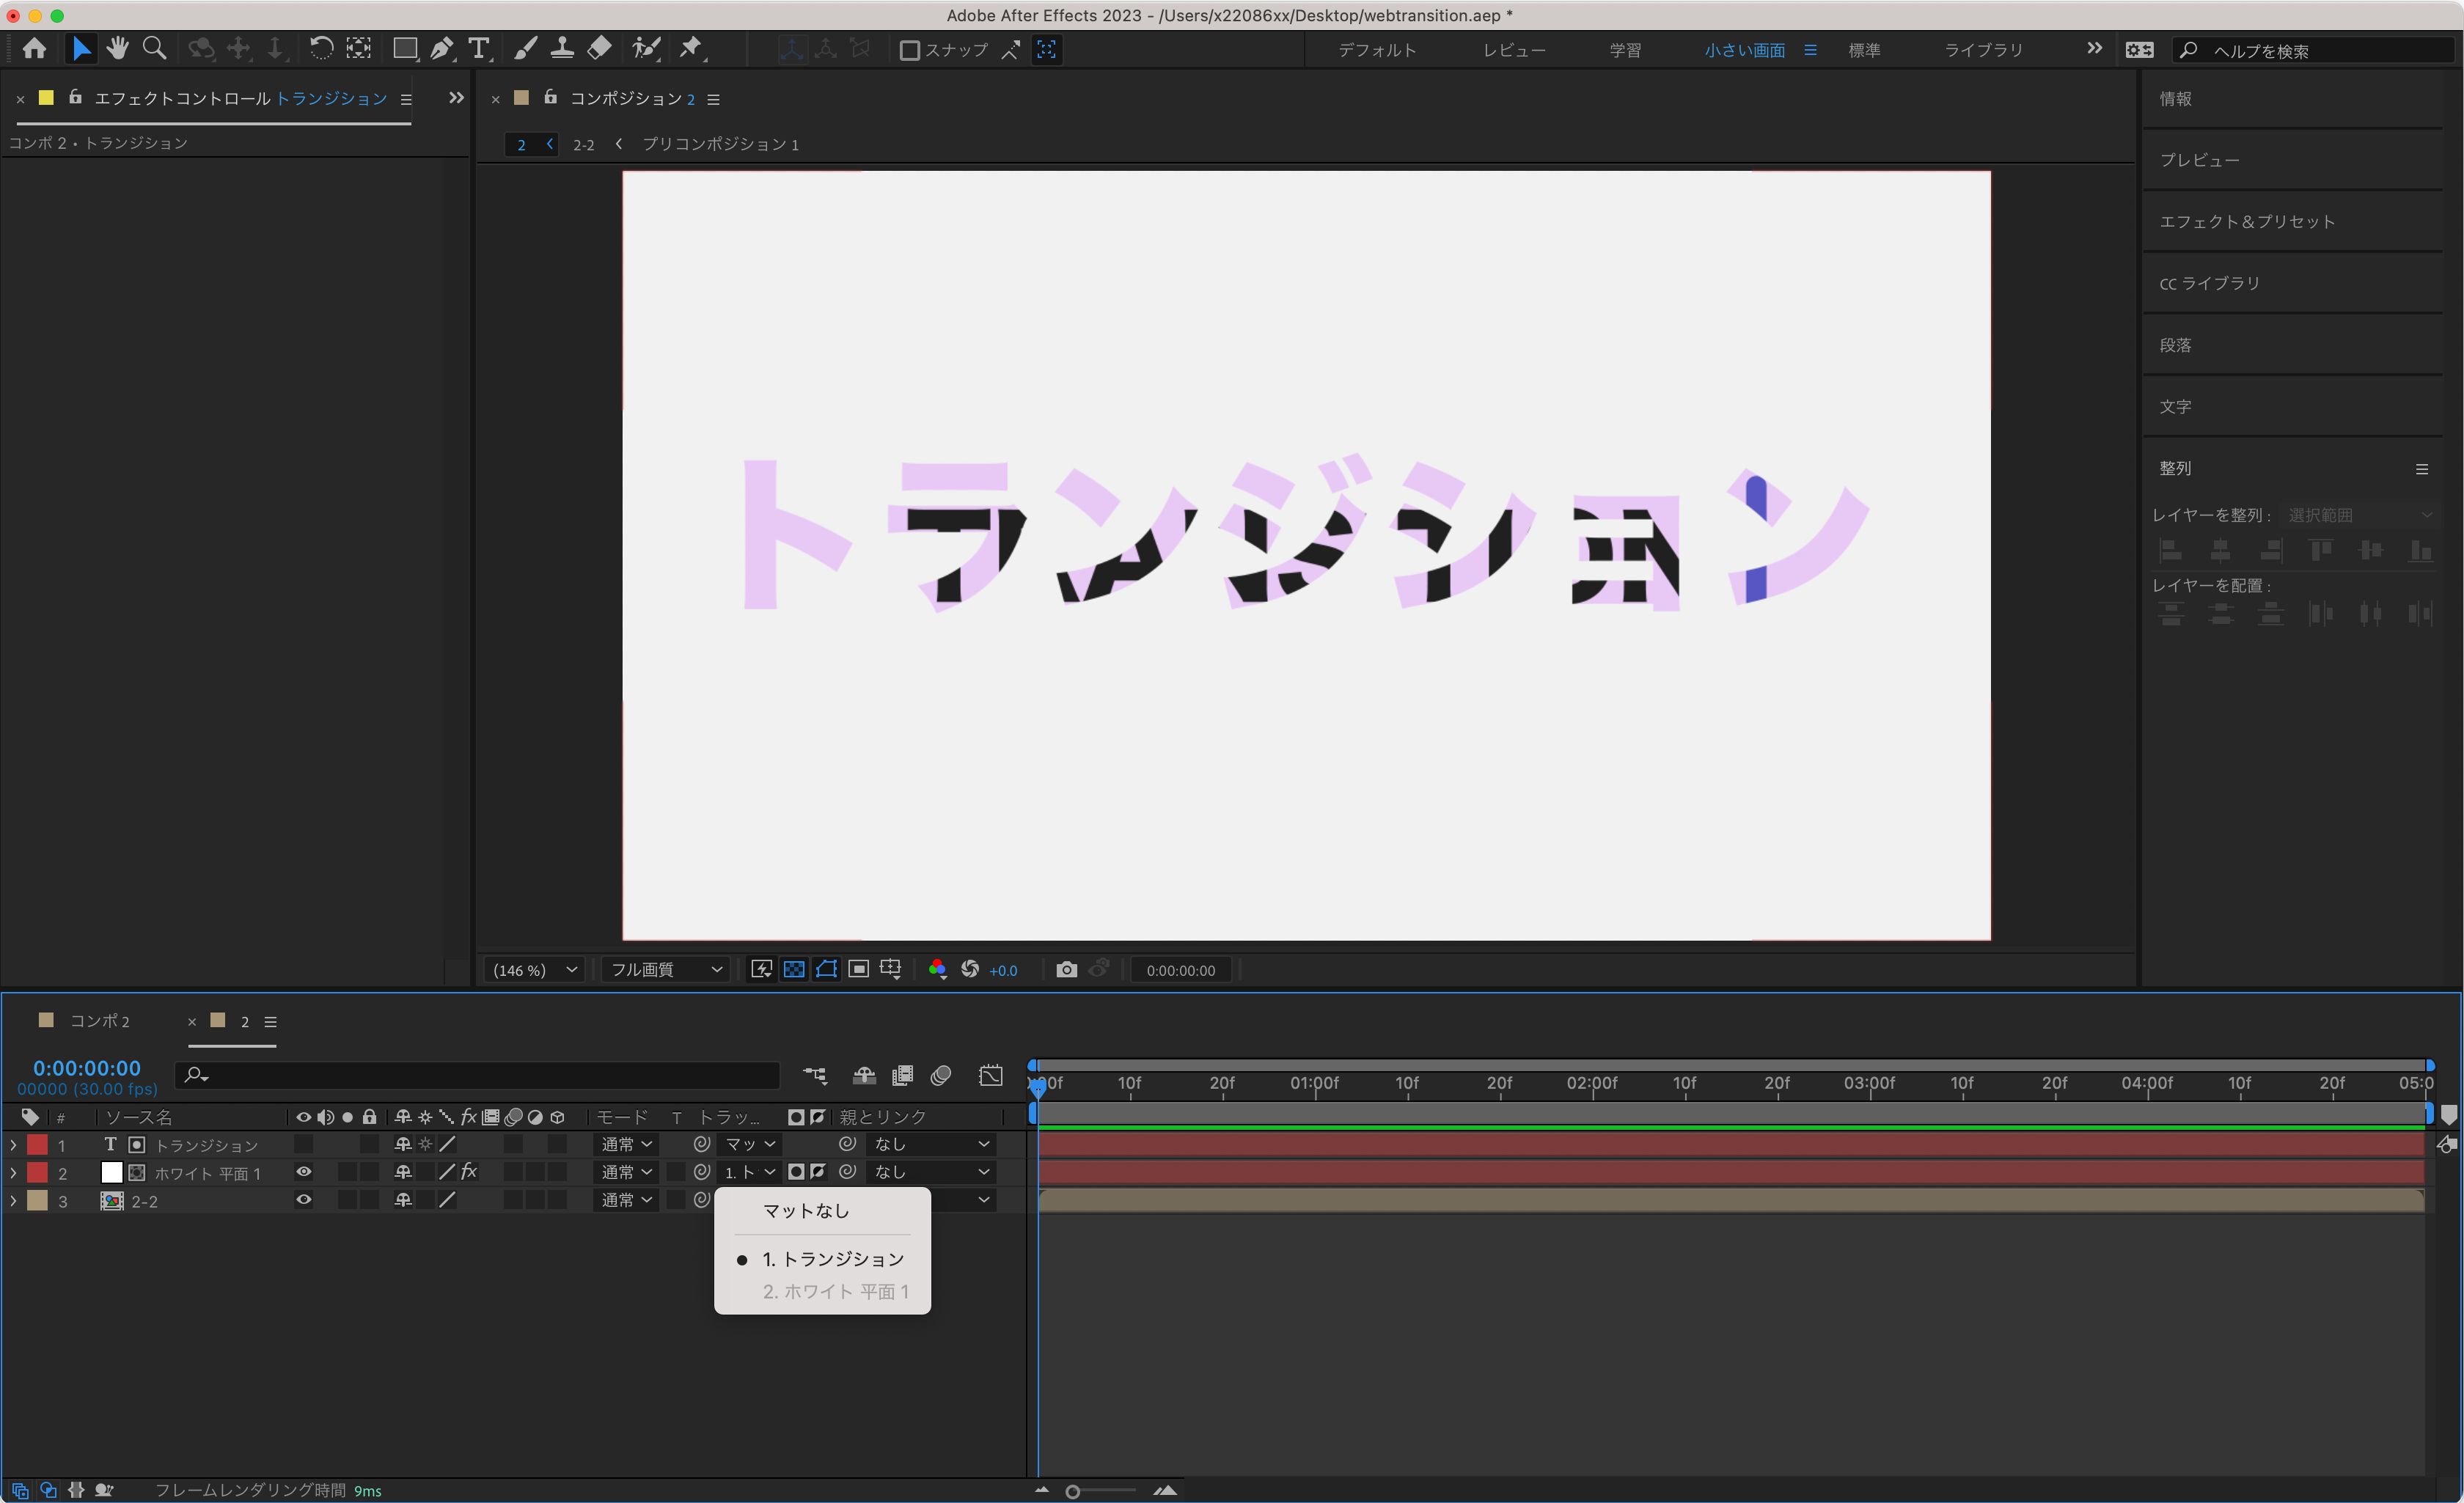 Adobe After Effects 2023 - /Users/x22086xx/Desktop/webtransition.aep *
スナップ
デフォルト レビュー 学習 小さい画面 標準 ライブラリ
ヘルプを検索
エフェクトコントロール トランジション
コンポ 2・トランジション
コンポジション 2
2 2-2 プリコンポジション 1
トランジション
(146 %) フル画質 +0.0 0:00:00:00
情報
プレビュー
エフェクト＆プリセット
CC ライブラリ
段落
文字
整列
レイヤーを整列 : 選択範囲
レイヤーを配置 :
コンポ 2 2
0:00:00:00
00000 (30.00 fps)
00f 10f 20f 01:00f 10f 20f 02:00f 10f 20f 03:00f 10f 20f 04:00f 10f 20f 05:0
# ソース名 fx モード T トラッ... 親とリンク
1 T トランジション 通常 マッ なし
2 ホワイト 平面 1 fx 通常 1. ト なし
3 2-2 通常
マットなし
1. トランジション
2. ホワイト 平面 1
フレームレンダリング時間 9ms